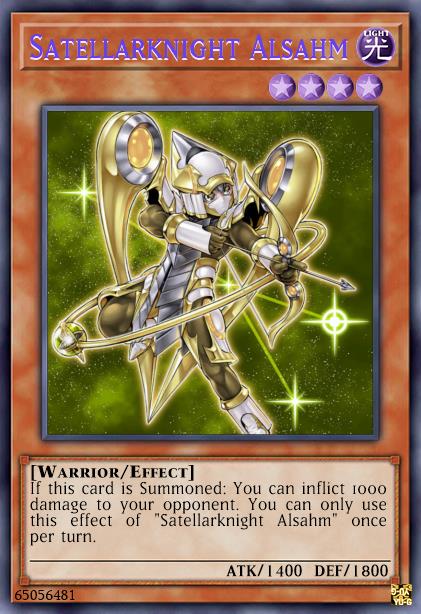 Satellarknight Alsahm
LIGHT
光
[Warrior/Effect]
If this card is Summoned: You can inflict 1000
damage to your opponent. You can only use
this effect of "Satellarknight Alsahm" once
per turn.
ATK/1400 DEF/1800
65056481